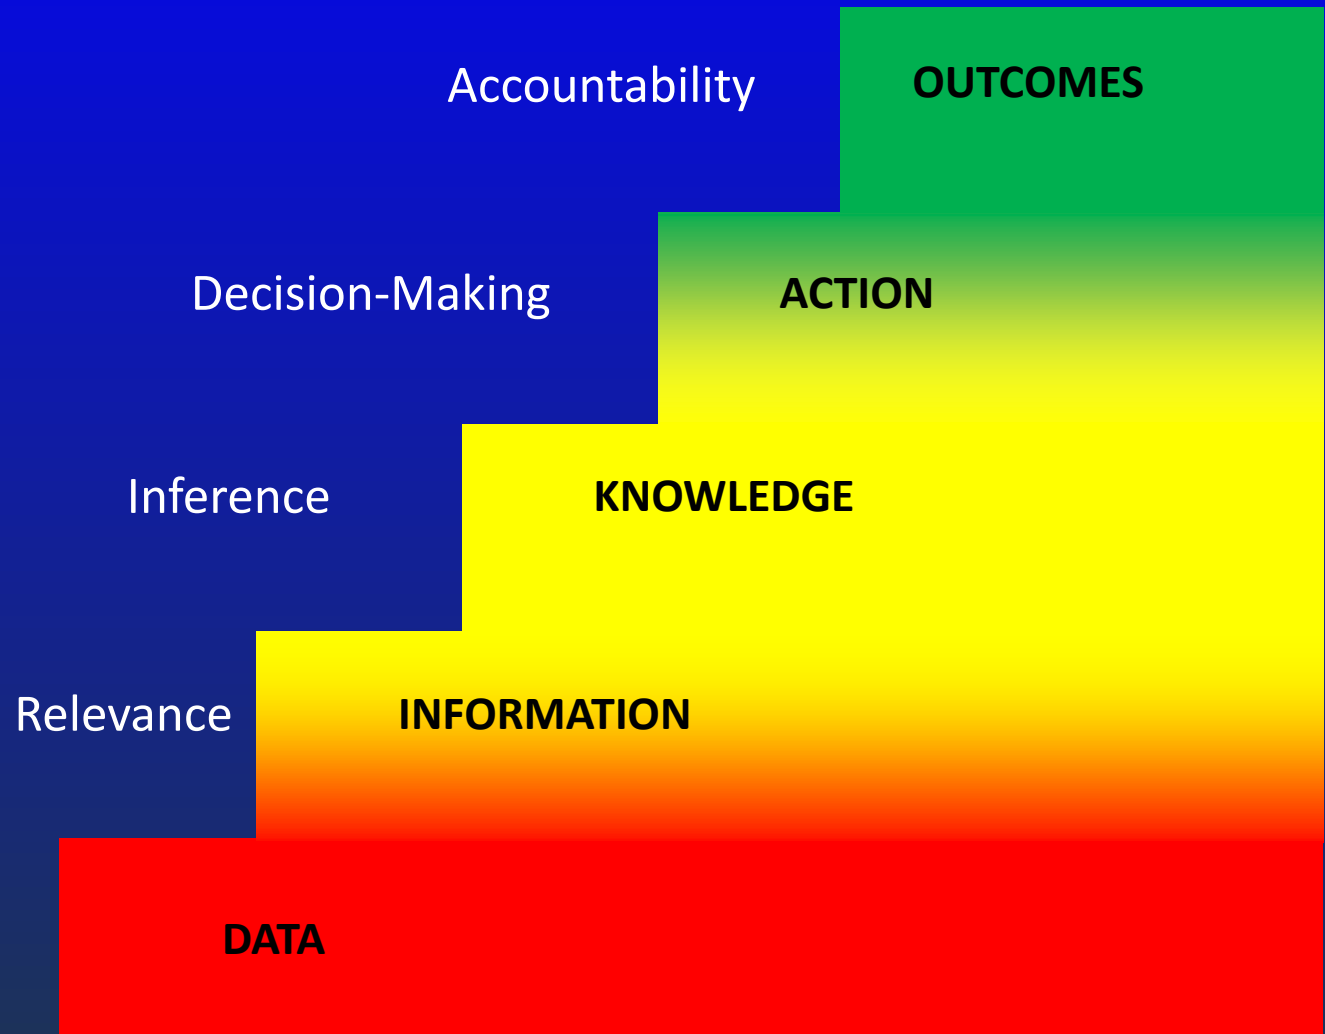 Accountability
OUTCOMES
Decision-Making
ACTION
Inference
KNOWLEDGE
Relevance
INFORMATION
DATA